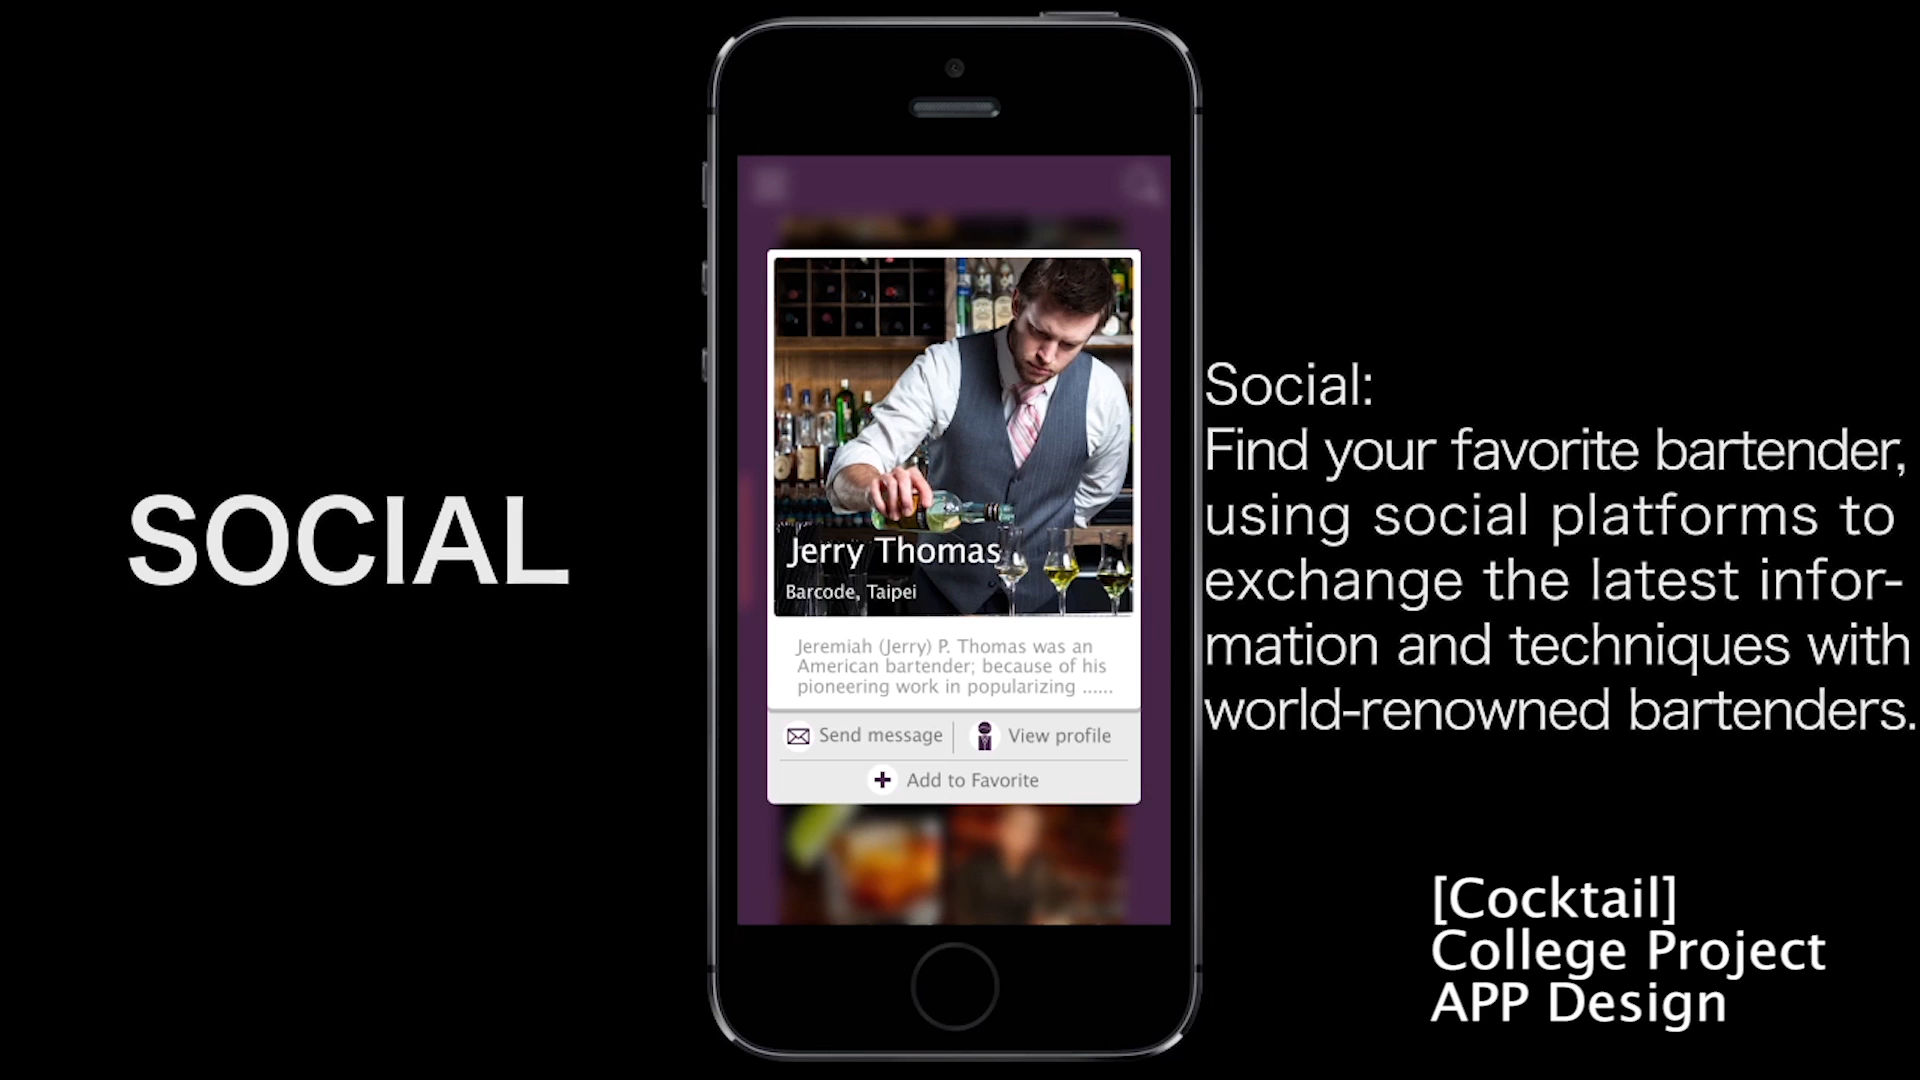 SOCIAL
Jerry Thomas
Barcode, Taipei
Jeremiah (Jerry) P. Thomas was an
American bartender; because of his
pioneering work in popularizing ......
Send message
View profile
Add to Favorite
Social:
Find your favorite bartender,
using social platforms to
exchange the latest infor-
mation and techniques with
world-renowned bartenders.
[Cocktail]
College Project
APP Design